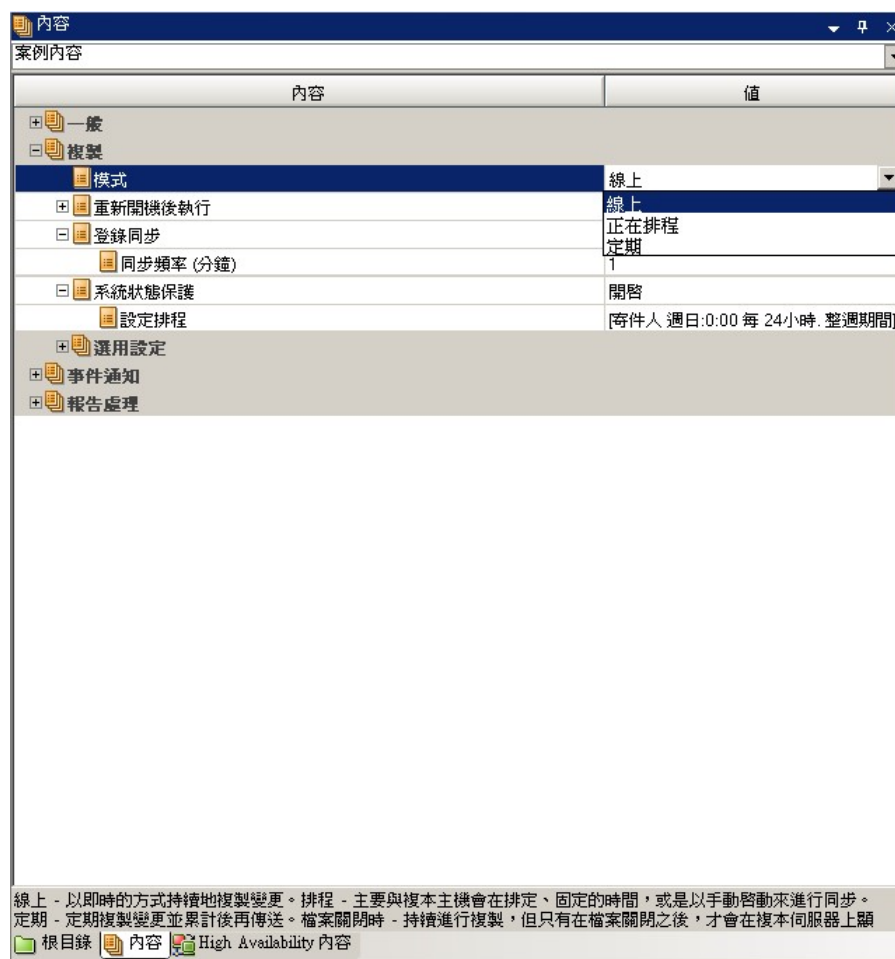 內容
案例內容
內容 值
一般
複製
模式 線上
重新開機後執行 線上
登錄同步 正在排程
定期
同步頻率 (分鐘) 1
系統狀態保護 開啓
設定排程 [寄件人 週日:0:00 每 24小時. 整週期間]
選用設定
事件通知
報告處理
線上 - 以即時的方式持續地複製變更。排程 - 主要與複本主機會在排定、固定的時間，或是以手動啓動來進行同步。
定期 - 定期複製變更並累計後再傳送。檔案關閉時 - 持續進行複製，但只有在檔案關閉之後，才會在複本伺服器上顯
根目錄 內容 High Availability 內容